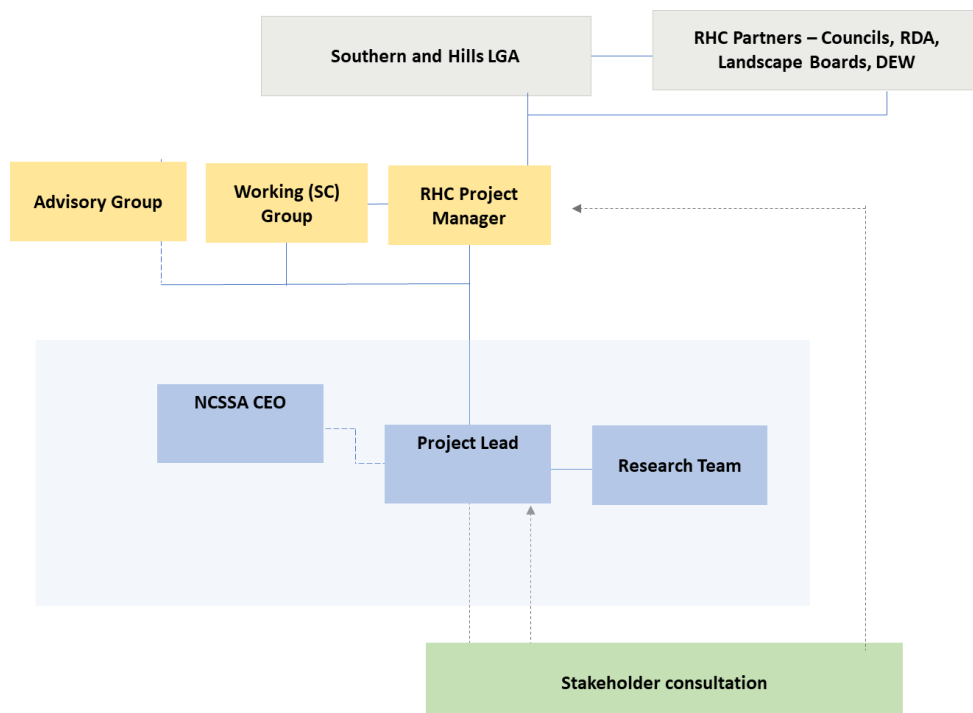 Southern and Hills LGA
RHC Partners – Councils, RDA,
Landscape Boards, DEW
Advisory Group
Working (SC)
Group
RHC Project
Manager
NCSSA CEO
Project Lead
Research Team
Stakeholder consultation